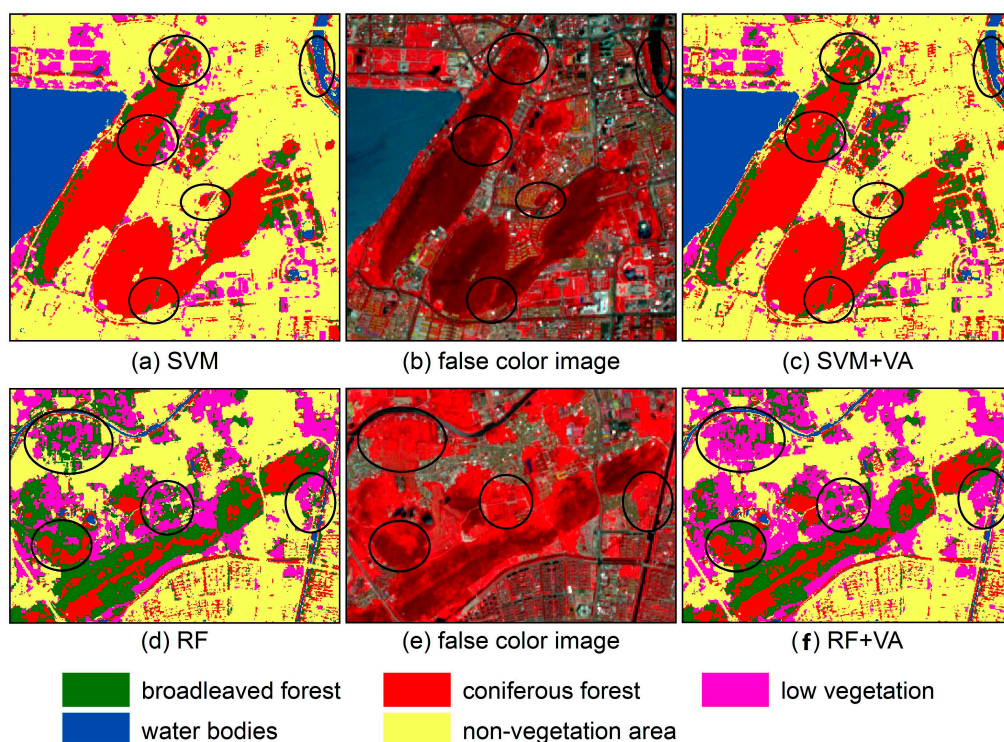 (a) SVM
(b) false color image
(c) SVM+VA
(d) RF
(e) false color image
(f) RF+VA
broadleaved forest
coniferous forest
low vegetation
water bodies
non-vegetation area